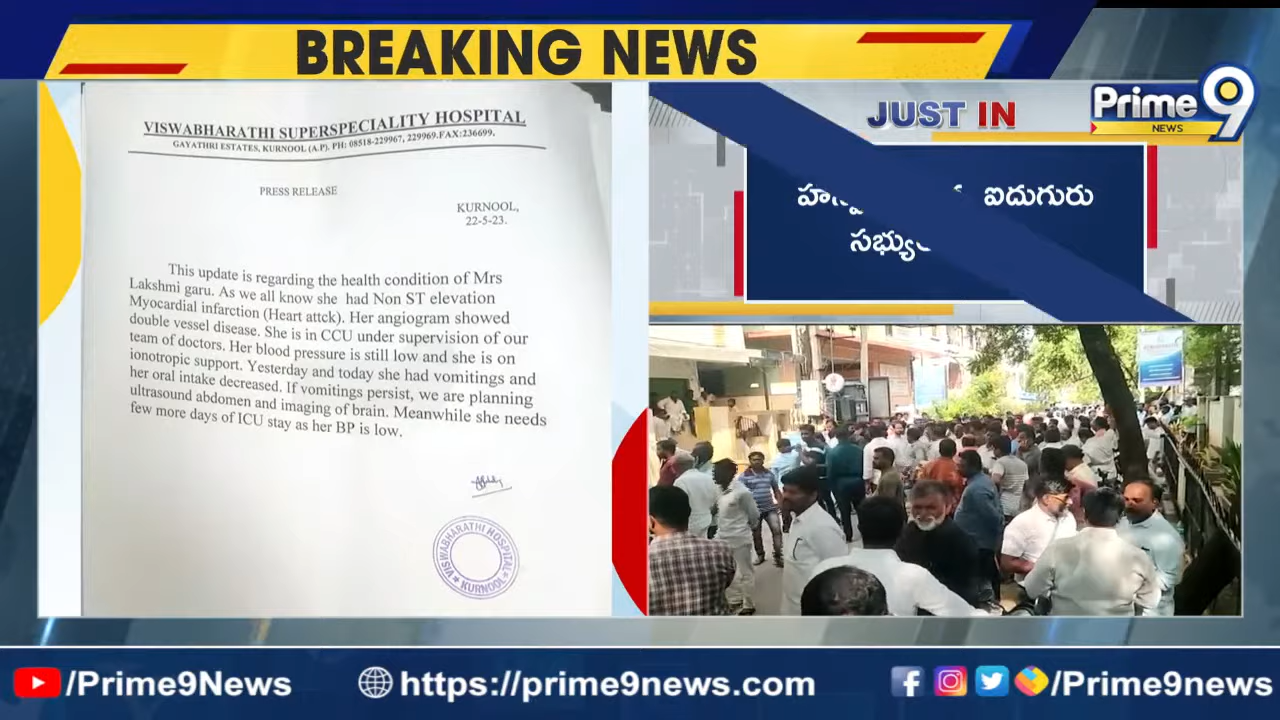 BREAKING NEWS
VISWABHARATHI SUPERSPECIALITY HOSPITAL
GAYATHRI ESTATES, KURNOOL (A.P). PH: 08518-229967, 229969.FAX:236699.
PRESS RELEASE
KURNOOL,
22-5-23.
This update is regarding the health condition of Mrs
Lakshmi garu. As we all know she had Non ST elevation
Myocardial infarction (Heart attck). Her angiogram showed
double vessel disease. She is in CCU under supervision of our
team of doctors. Her blood pressure is still low and she is on
ionotropic support. Yesterday and today she had vomitings and
her oral intake decreased. If vomitings persist, we are planning
ultrasound abdomen and imaging of brain. Meanwhile she needs
few more days of ICU stay as her BP is low.
VISWABHARATHI HOSPITAL
KURNOOL
JUST IN
Prime9
NEWS
ఐదుగురు
/Prime9News
https://prime9news.com
/Prime9news